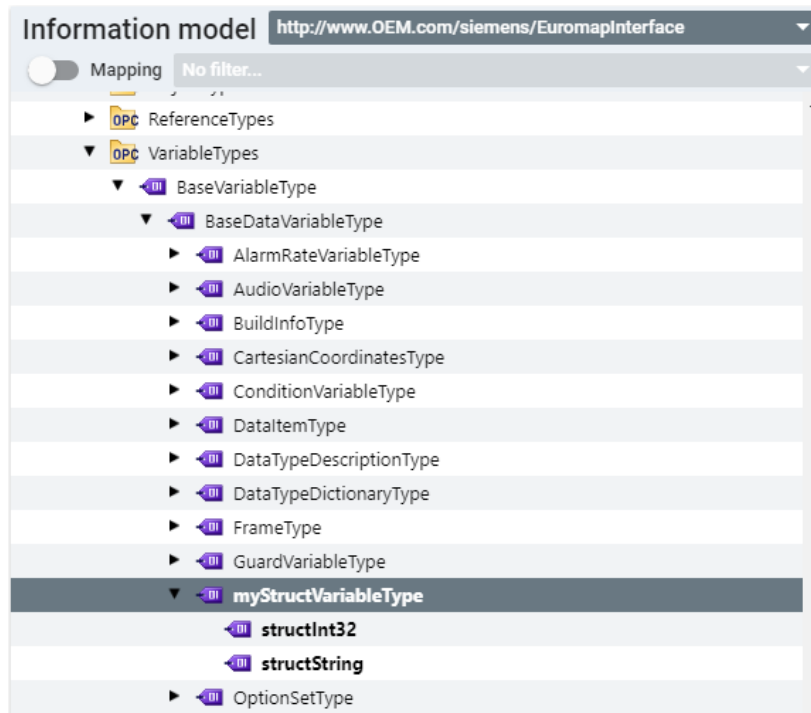 Information model http://www.OEM.com/siemens/EuromapInterface
Mapping No filter...
OPC ReferenceTypes
OPC VariableTypes
BaseVariableType
BaseDataVariableType
AlarmRateVariableType
AudioVariableType
BuildInfoType
CartesianCoordinatesType
ConditionVariableType
DataItemType
DataTypeDescriptionType
DataTypeDictionaryType
FrameType
GuardVariableType
myStructVariableType
structInt32
structString
OptionSetType